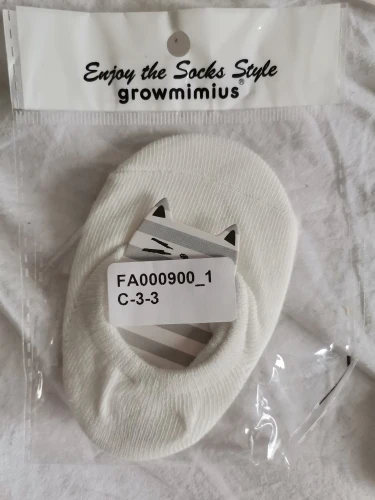 Enjoy the Socks Style
growmimius®
FA000900_1
C-3-3